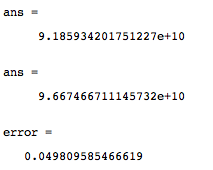 ans =
9.185934201751227e+10
ans =
9.667466711145732e+10
error =
0.049809585466619